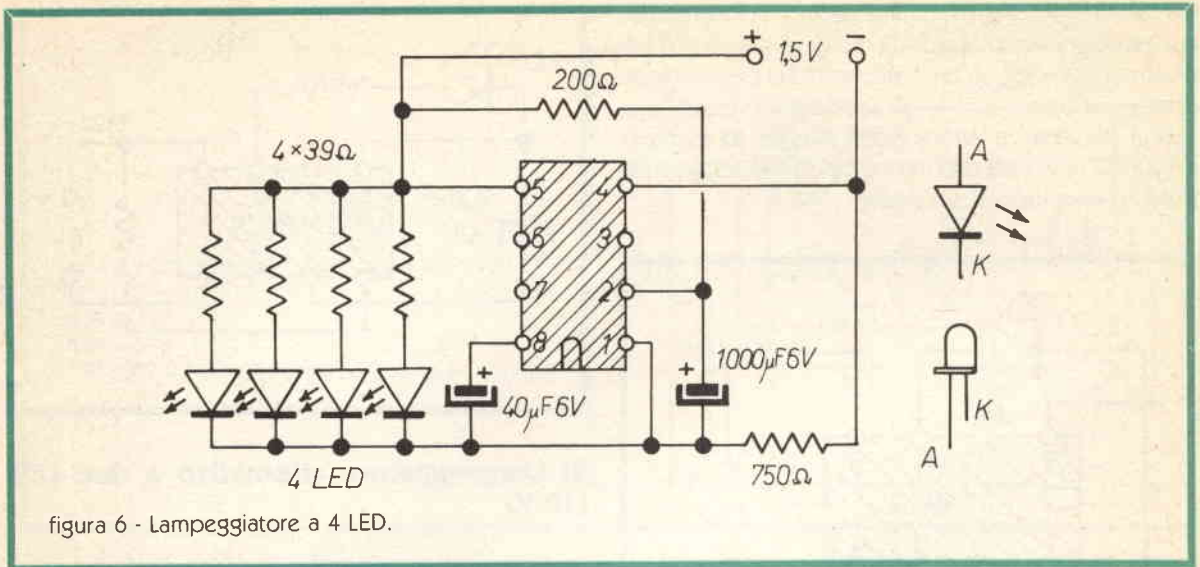 + 1,5V −
200Ω
4×39Ω
5 4
6 3
7 2
8 1
A
K
+ 40µF6V
+ 1000µF6V
750Ω
4 LED
A K
figura 6 - Lampeggiatore a 4 LED.